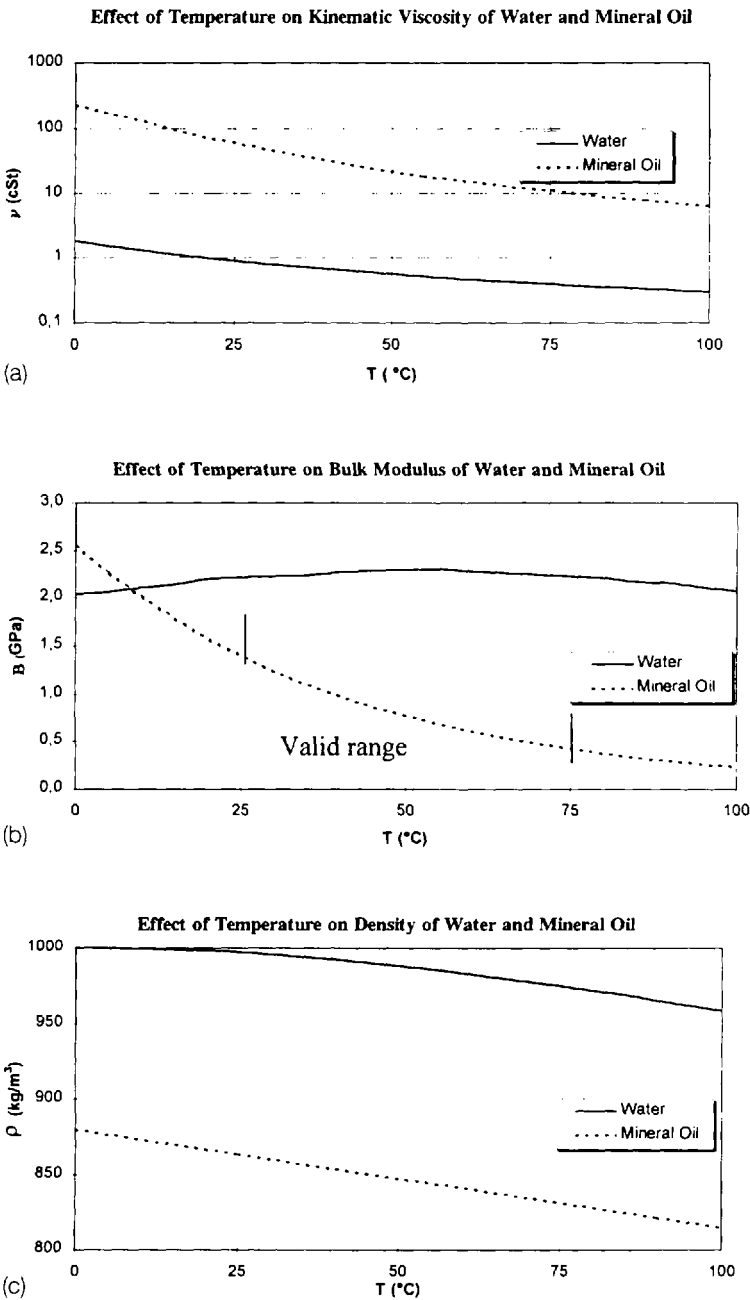 Effect of Temperature on Kinematic Viscosity of Water and Mineral Oil
1000
100
10
1
0,1
ν (cSt)
Water
Mineral Oil
0
25
50
75
100
T ( °C)
(a)
Effect of Temperature on Bulk Modulus of Water and Mineral Oil
3,0
2,5
2,0
1,5
1,0
0,5
0,0
B (GPa)
Water
Mineral Oil
Valid range
0
25
50
75
100
T (°C)
(b)
Effect of Temperature on Density of Water and Mineral Oil
1000
950
900
850
800
ρ (kg/m³)
Water
Mineral Oil
0
25
50
75
100
T (°C)
(c)